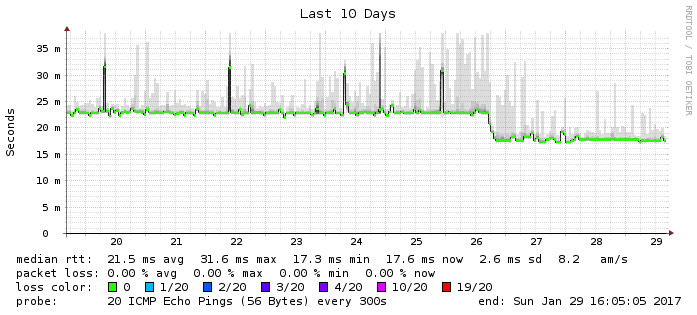 Last 10 Days
RRDTOOL / TOBI OETIKER
Seconds
35 m
30 m
25 m
20 m
15 m
10 m
5 m
0
20 21 22 23 24 25 26 27 28 29
median rtt: 21.5 ms avg 31.6 ms max 17.3 ms min 17.6 ms now 2.6 ms sd 8.2 am/s
packet loss: 0.00 % avg 0.00 % max 0.00 % min 0.00 % now
loss color: 0 1/20 2/20 3/20 4/20 10/20 19/20
probe: 20 ICMP Echo Pings (56 Bytes) every 300s end: Sun Jan 29 16:05:05 2017